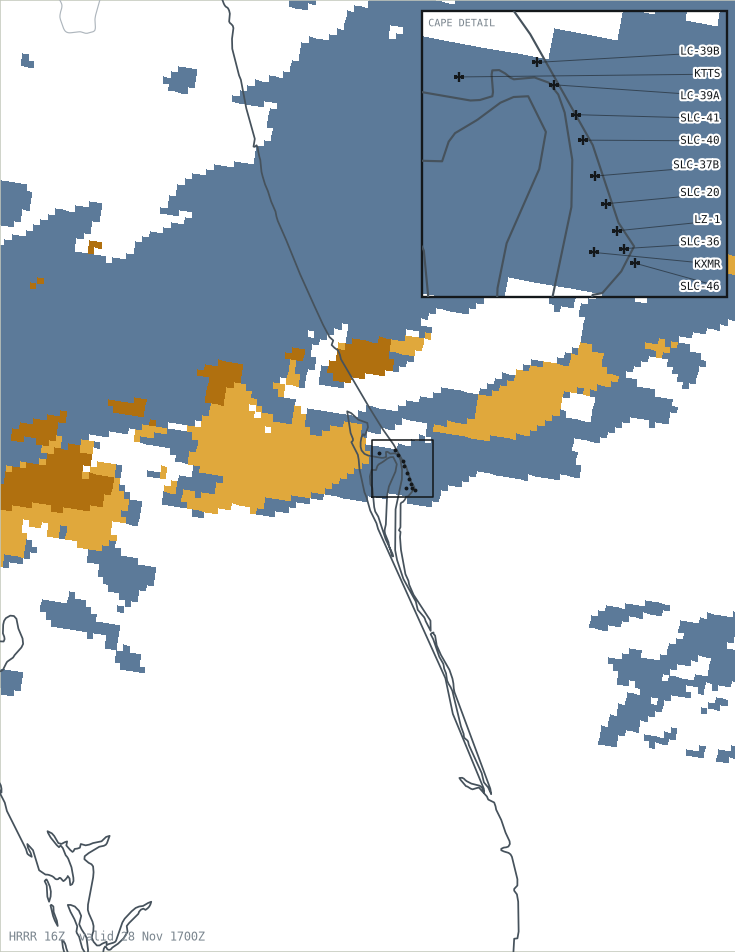 CAPE DETAIL
LC-39B
KTTS
LC-39A
SLC-41
SLC-40
SLC-37B
SLC-20
LZ-1
SLC-36
KXMR
SLC-46
HRRR 16Z valid 28 Nov 1700Z